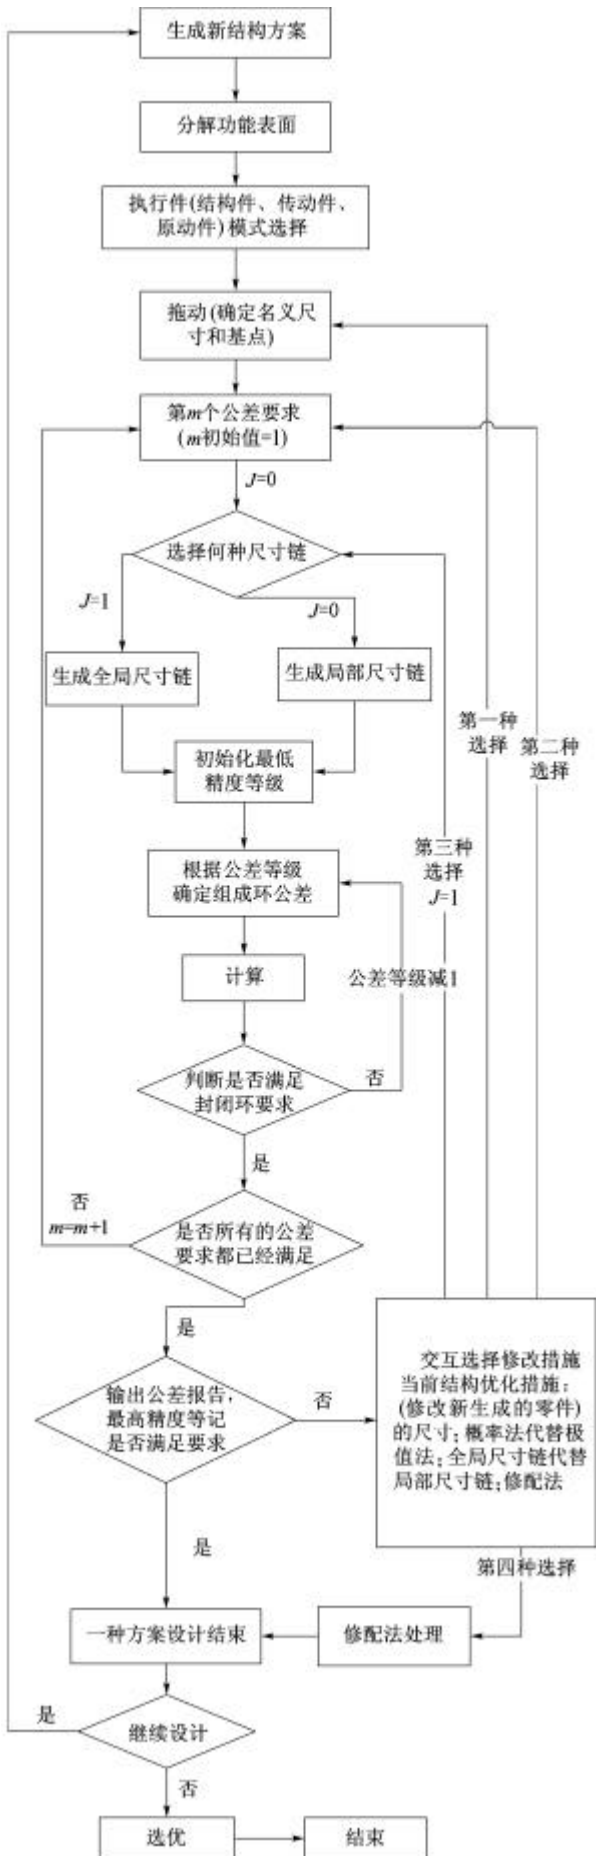 生成新结构方案
分解功能表面
执行件(结构件、传动件、
原动件)模式选择
拖动(确定名义尺
寸和基点)
第m个公差要求
(m初始值=1)
J=0
选择何种尺寸链
J=1
J=0
生成全局尺寸链
生成局部尺寸链
第一种
选择
第二种
选择
初始化最低
精度等级
第三种
选择
J=1
根据公差等级
确定组成环公差
计算
公差等级减1
判断是否满足
封闭环要求
否
是
否
m=m+1
是否所有的公差
要求都已经满足
是
交互选择修改措施
当前结构优化措施：
(修改新生成的零件)
的尺寸；概率法代替极
值法；全局尺寸链代替
局部尺寸链；修配法
输出公差报告，
最高精度等记
是否满足要求
否
是
第四种选择
一种方案设计结束
修配法处理
是
继续设计
否
选优
结束